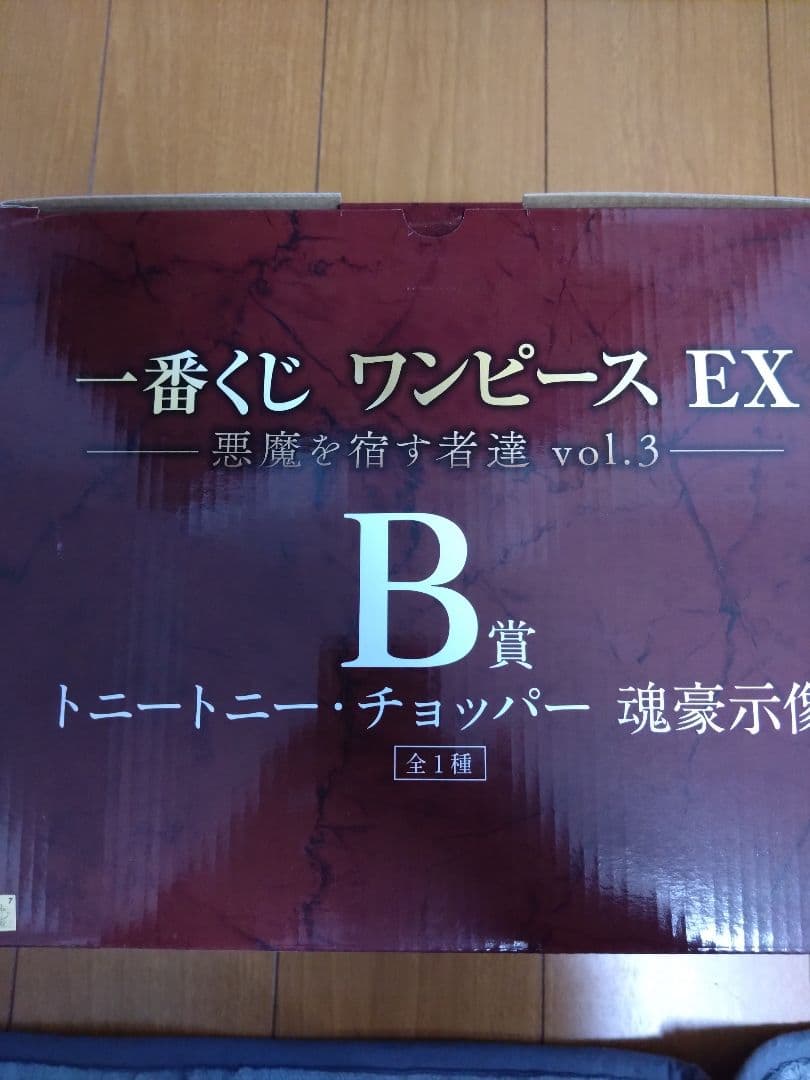 一番くじ ワンピース EX
悪魔を宿す者達 vol.3
B賞
トニートニー・チョッパー 魂豪示像
全1種
7